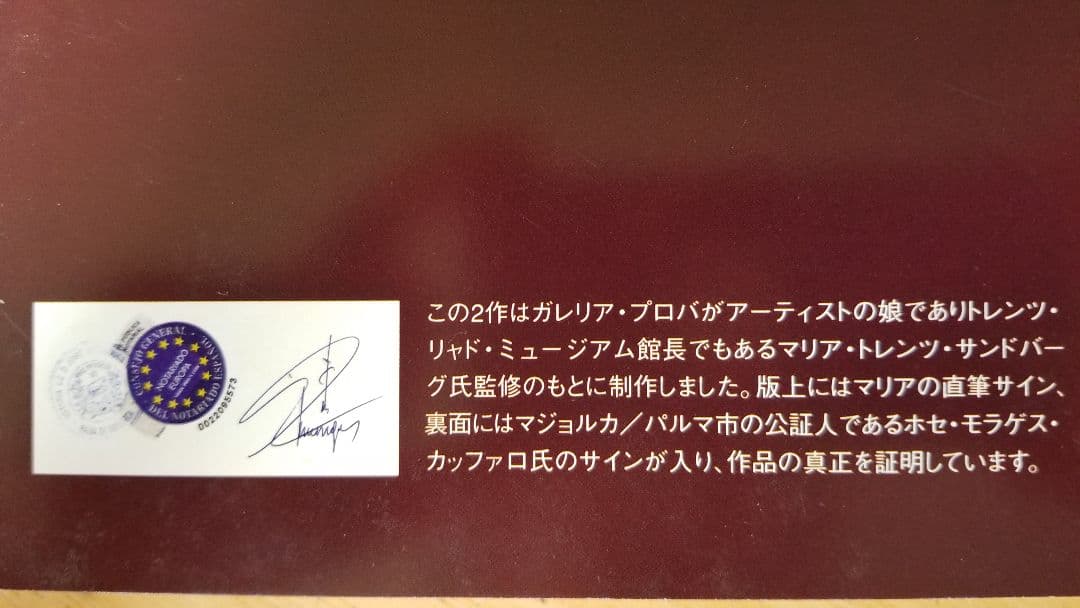 この2作はガレリア・プロバがアーティストの娘でありトレンツ・
リャド・ミュージアム館長でもあるマリア・トレンツ・サンドバー
グ氏監修のもとに制作しました。版上にはマリアの直筆サイン、
裏面にはマジョルカ／パルマ市の公証人であるホセ・モラゲス・
カッファロ氏のサインが入り、作品の真正を証明しています。
CONSEJO GENERAL
DEL NOTARIADO ESPAÑOL
NOTARIADO
EUROPA
0022095573